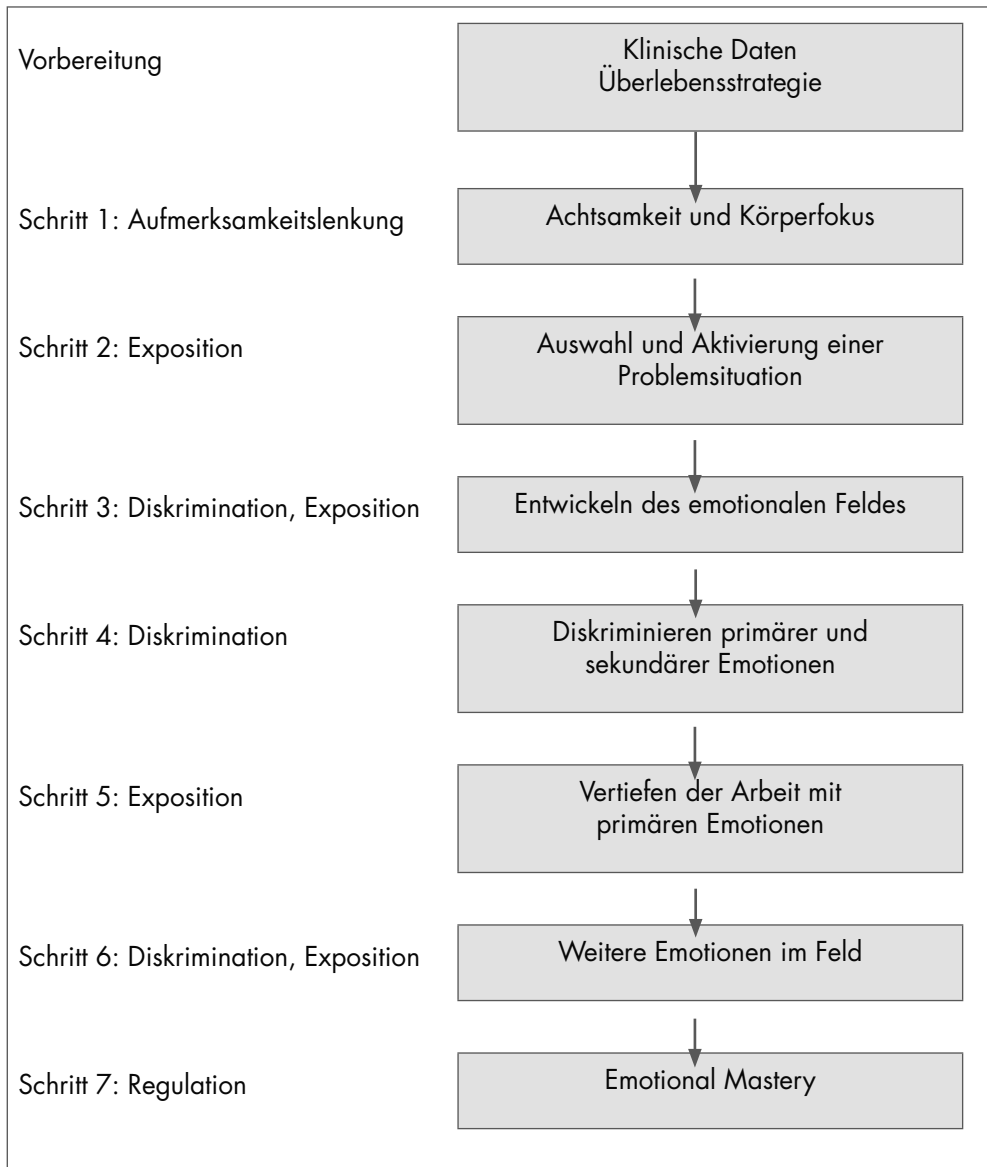 Vorbereitung
Klinische Daten
Überlebensstrategie
Schritt 1: Aufmerksamkeitslenkung
Achtsamkeit und Körperfokus
Schritt 2: Exposition
Auswahl und Aktivierung einer
Problemsituation
Schritt 3: Diskrimination, Exposition
Entwickeln des emotionalen Feldes
Schritt 4: Diskrimination
Diskriminieren primärer und
sekundärer Emotionen
Schritt 5: Exposition
Vertiefen der Arbeit mit
primären Emotionen
Schritt 6: Diskrimination, Exposition
Weitere Emotionen im Feld
Schritt 7: Regulation
Emotional Mastery